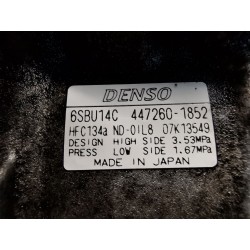 DENSO
6SBU14C 447260-1852
HFC134a ND-OIL8 07K13549
DESIGN HIGH SIDE 3.53MPa
PRESS LOW SIDE 1.67MPa
MADE IN JAPAN